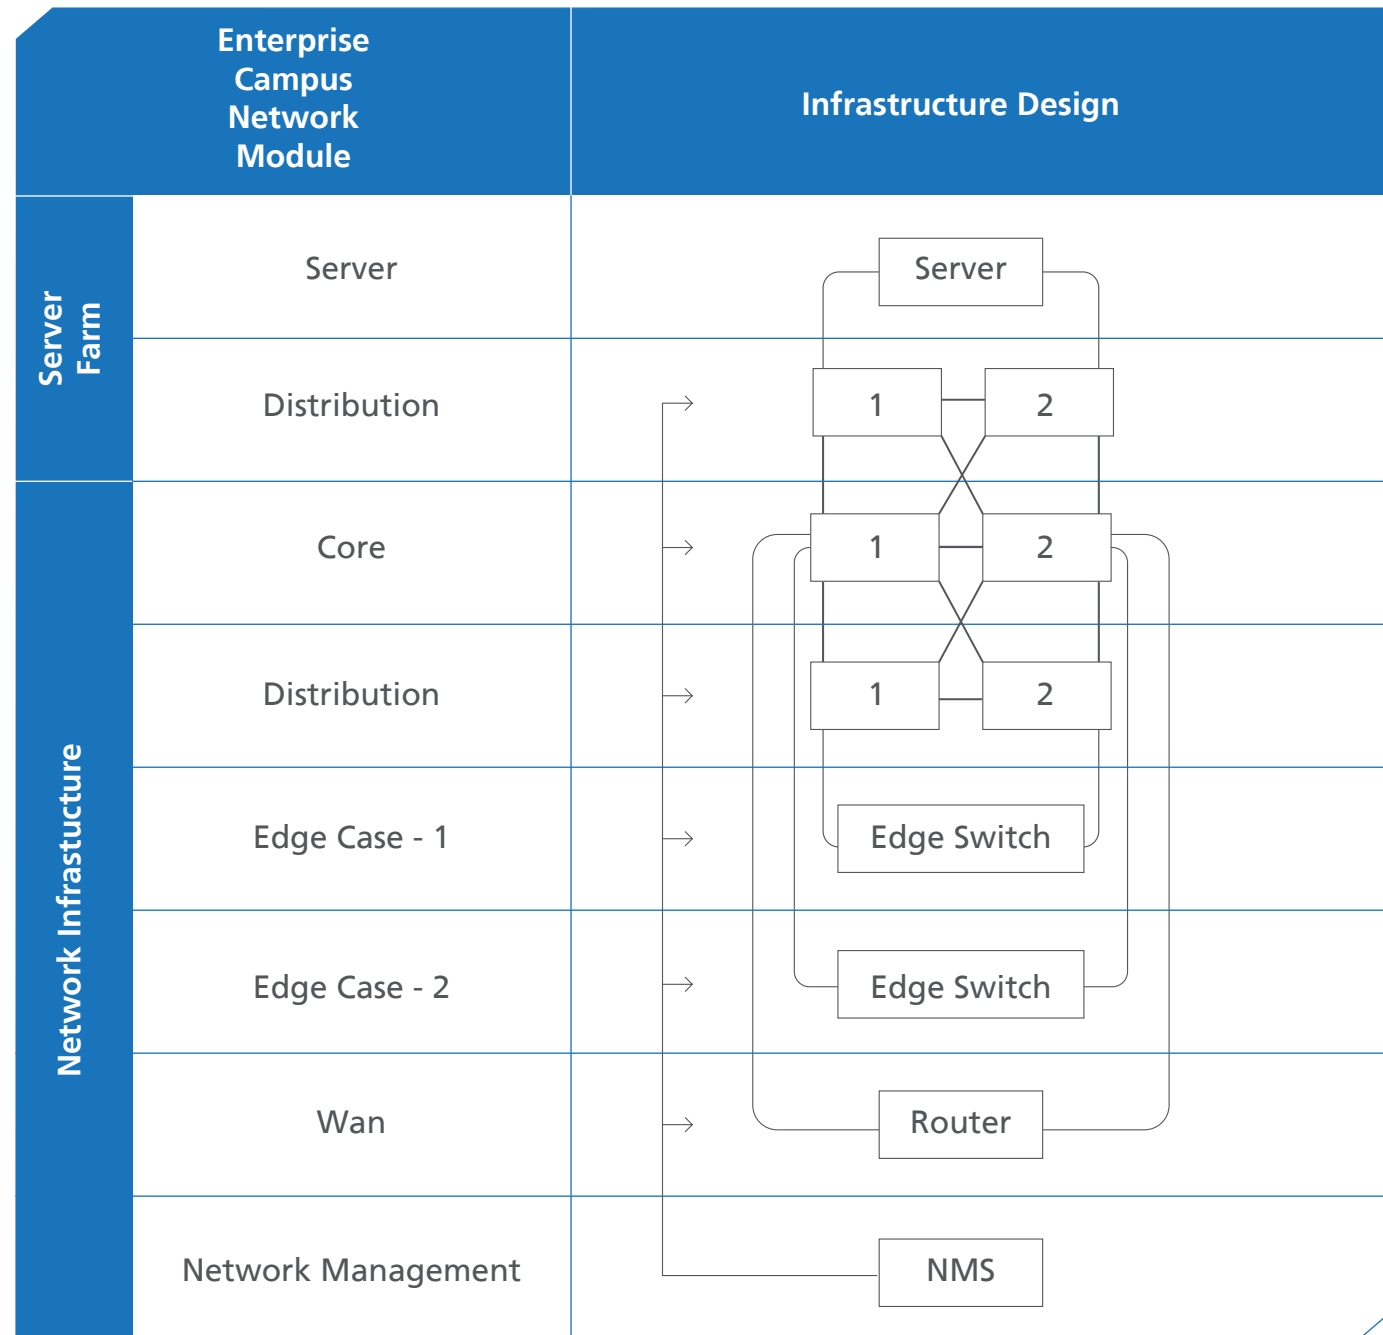 Enterprise
Campus
Network
Module
Infrastructure Design
Server
Farm
Server
Server
Distribution
1
2
Network Infrastucture
Core
1
2
Distribution
1
2
Edge Case - 1
Edge Switch
Edge Case - 2
Edge Switch
Wan
Router
Network Management
NMS